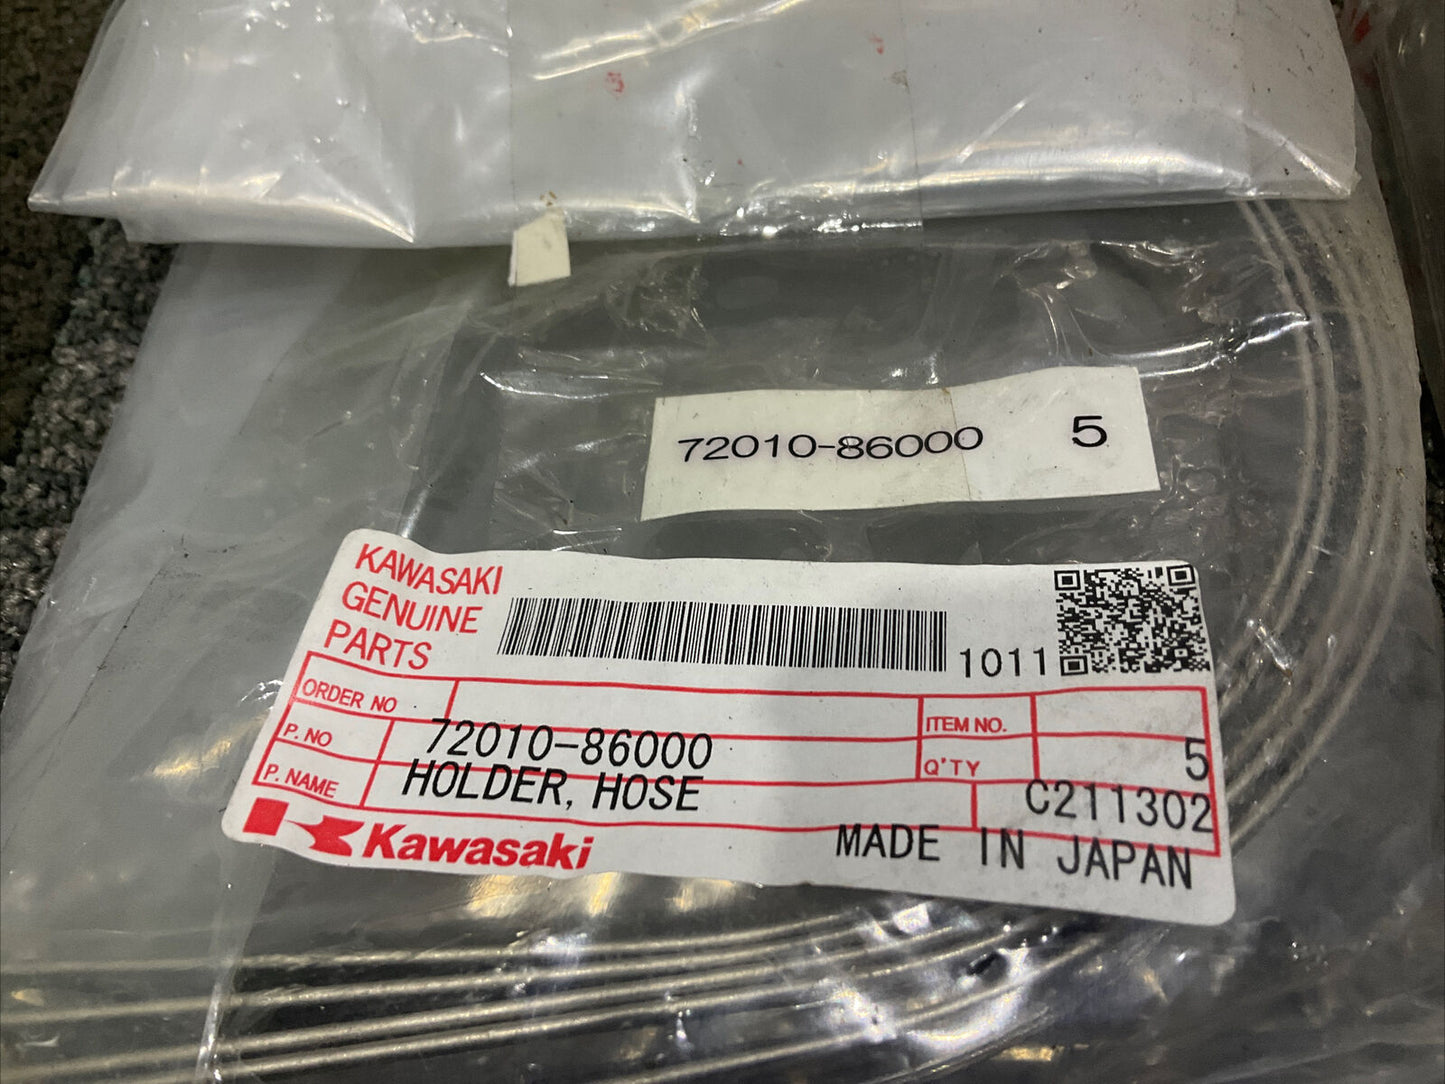 72010-86000 5
KAWASAKI
GENUINE
PARTS
1011
ORDER NO
ITEM NO.
P. NO 72010-86000 Q'TY 5
P. NAME HOLDER, HOSE C211302
Kawasaki MADE IN JAPAN